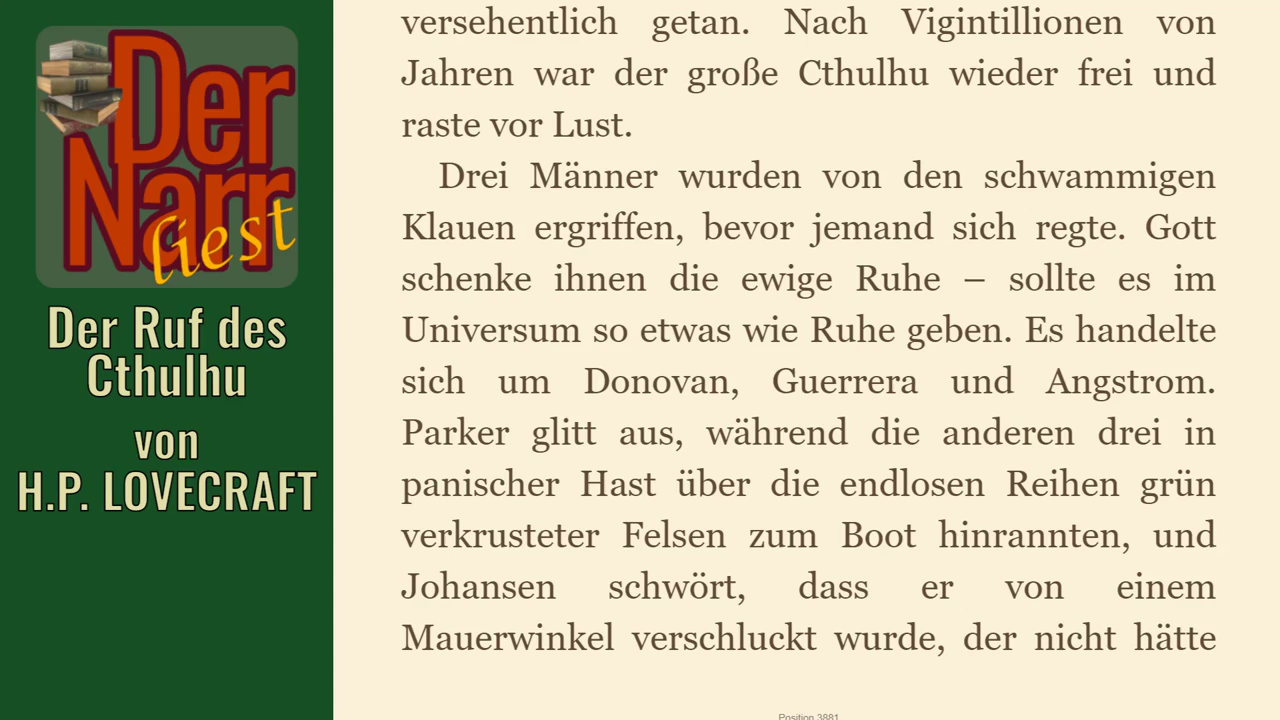 Der
Narr
liest
Der Ruf des
Cthulhu
von
H.P. LOVECRAFT
versehentlich getan. Nach Vigintillionen von
Jahren war der große Cthulhu wieder frei und
raste vor Lust.
Drei Männer wurden von den schwammigen
Klauen ergriffen, bevor jemand sich regte. Gott
schenke ihnen die ewige Ruhe – sollte es im
Universum so etwas wie Ruhe geben. Es handelte
sich um Donovan, Guerrera und Angstrom.
Parker glitt aus, während die anderen drei in
panischer Hast über die endlosen Reihen grün
verkrusteter Felsen zum Boot hinrannten, und
Johansen schwört, dass er von einem
Mauerwinkel verschluckt wurde, der nicht hätte
Position 3881